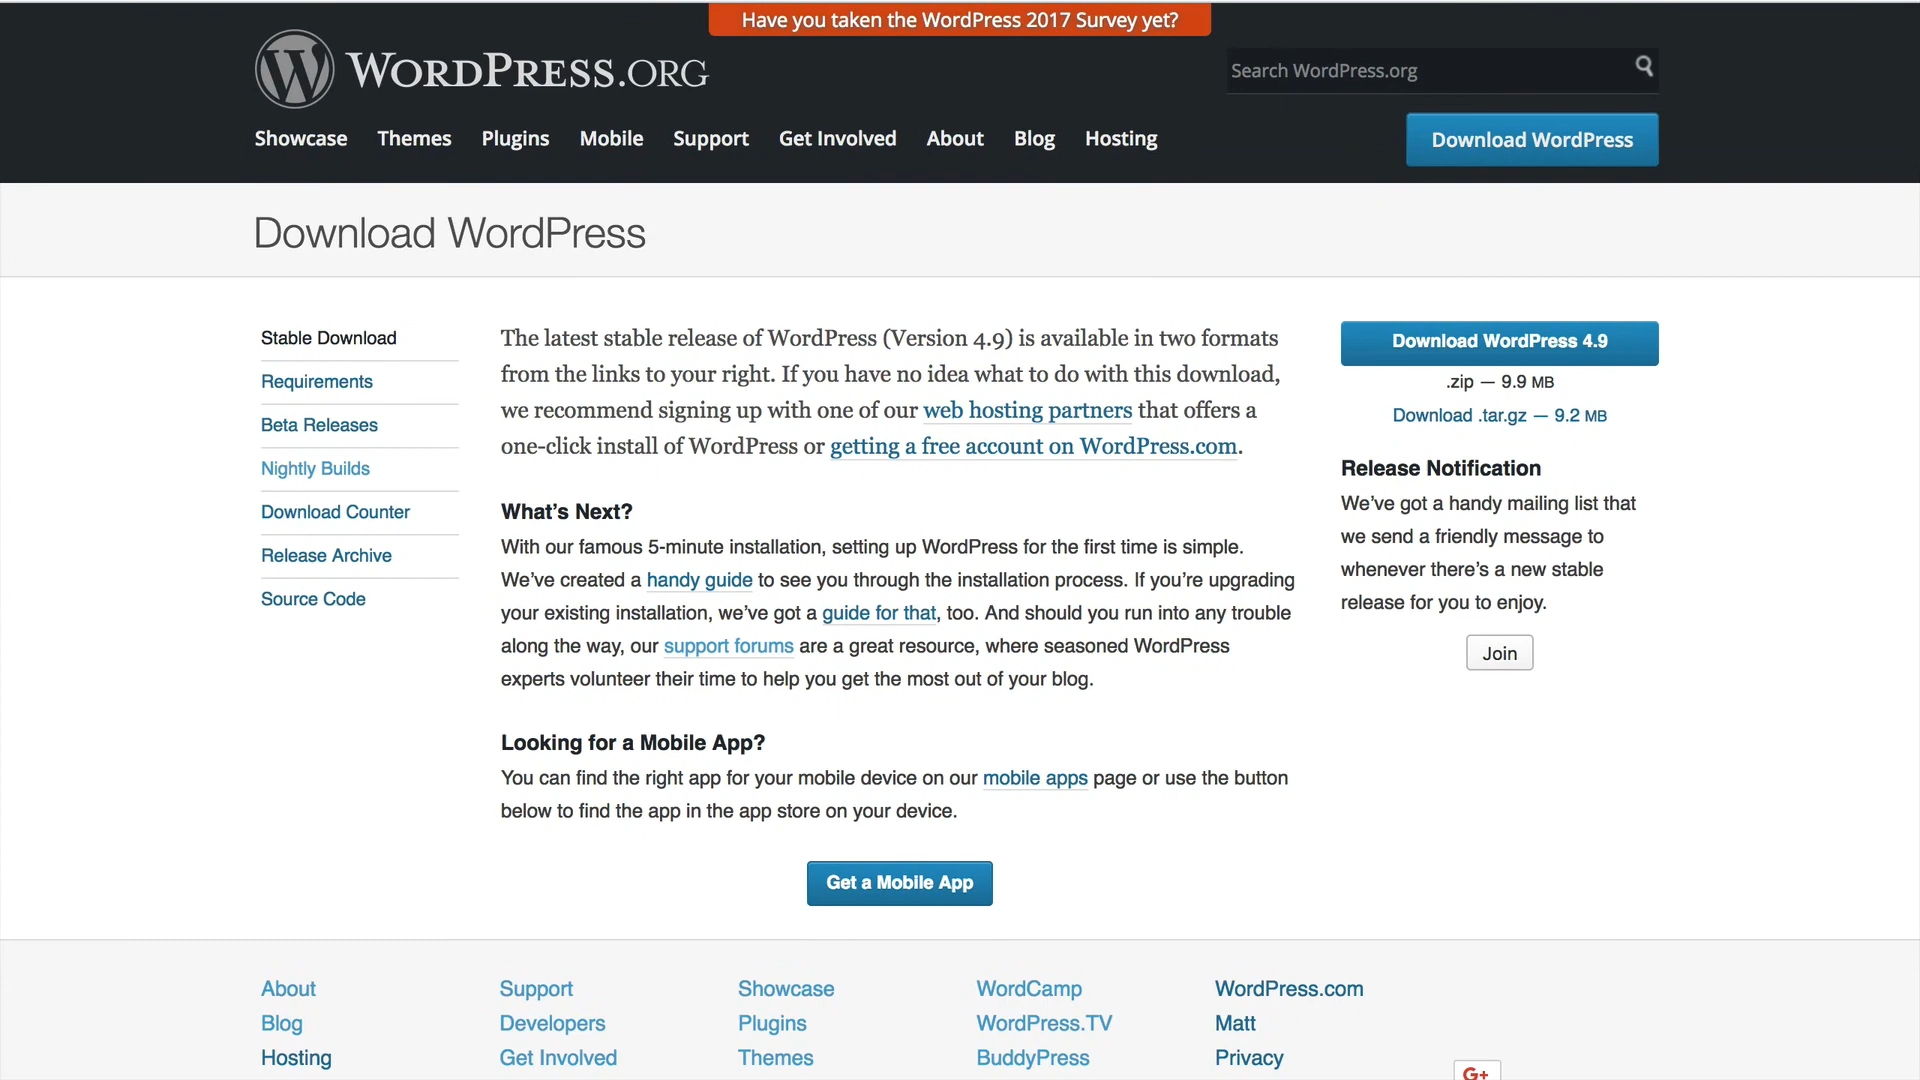 Have you taken the WordPress 2017 Survey yet?
WORDPRESS.ORG
Search WordPress.org
Showcase Themes Plugins Mobile Support Get Involved About Blog Hosting
Download WordPress
Download WordPress
Stable Download
Requirements
Beta Releases
Nightly Builds
Download Counter
Release Archive
Source Code
The latest stable release of WordPress (Version 4.9) is available in two formats
from the links to your right. If you have no idea what to do with this download,
we recommend signing up with one of our web hosting partners that offers a
one-click install of WordPress or getting a free account on WordPress.com.
What’s Next?
With our famous 5-minute installation, setting up WordPress for the first time is simple.
We’ve created a handy guide to see you through the installation process. If you’re upgrading
your existing installation, we’ve got a guide for that, too. And should you run into any trouble
along the way, our support forums are a great resource, where seasoned WordPress
experts volunteer their time to help you get the most out of your blog.
Looking for a Mobile App?
You can find the right app for your mobile device on our mobile apps page or use the button
below to find the app in the app store on your device.
Get a Mobile App
Download WordPress 4.9
.zip — 9.9 MB
Download .tar.gz — 9.2 MB
Release Notification
We’ve got a handy mailing list that
we send a friendly message to
whenever there’s a new stable
release for you to enjoy.
Join
About
Blog
Hosting
Support
Developers
Get Involved
Showcase
Plugins
Themes
WordCamp
WordPress.TV
BuddyPress
WordPress.com
Matt
Privacy
G+